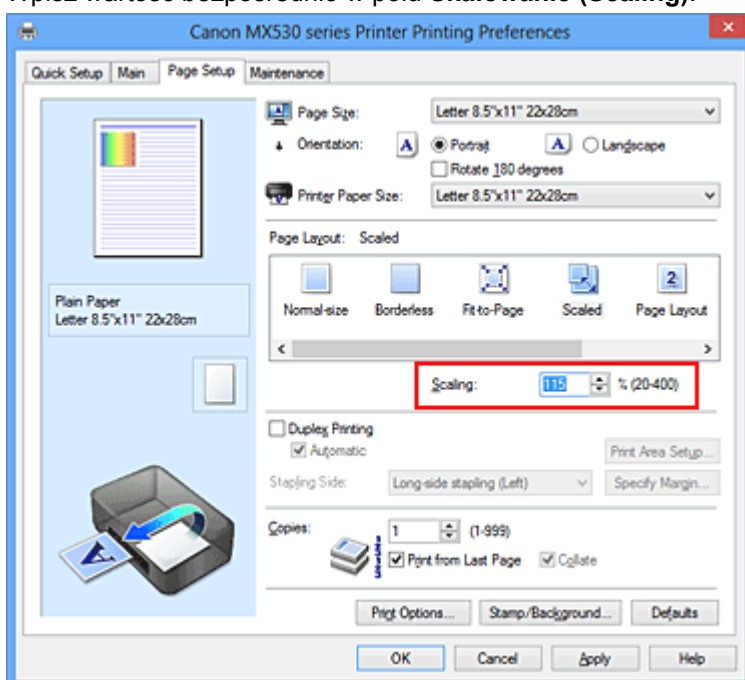 Wpisz wartość bezpośrednio w polu Skalowanie (Scaling).
Canon MX530 series Printer Printing Preferences
Quick Setup Main Page Setup Maintenance
Page Size: Letter 8.5"x11" 22x28cm
Orientation: A Portrait A Landscape
Rotate 180 degrees
Printer Paper Size: Letter 8.5"x11" 22x28cm
Page Layout: Scaled
Normal-size Borderless Fit-to-Page Scaled 2 Page Layout
Plain Paper
Letter 8.5"x11" 22x28cm
Scaling: 115 % (20-400)
Duplex Printing
Automatic Print Area Setup...
Stapling Side: Long-side stapling (Left) Specify Margin...
Copies: 1 (1-999)
Print from Last Page Collate
A
Print Options... Stamp/Background... Defaults
OK Cancel Apply Help